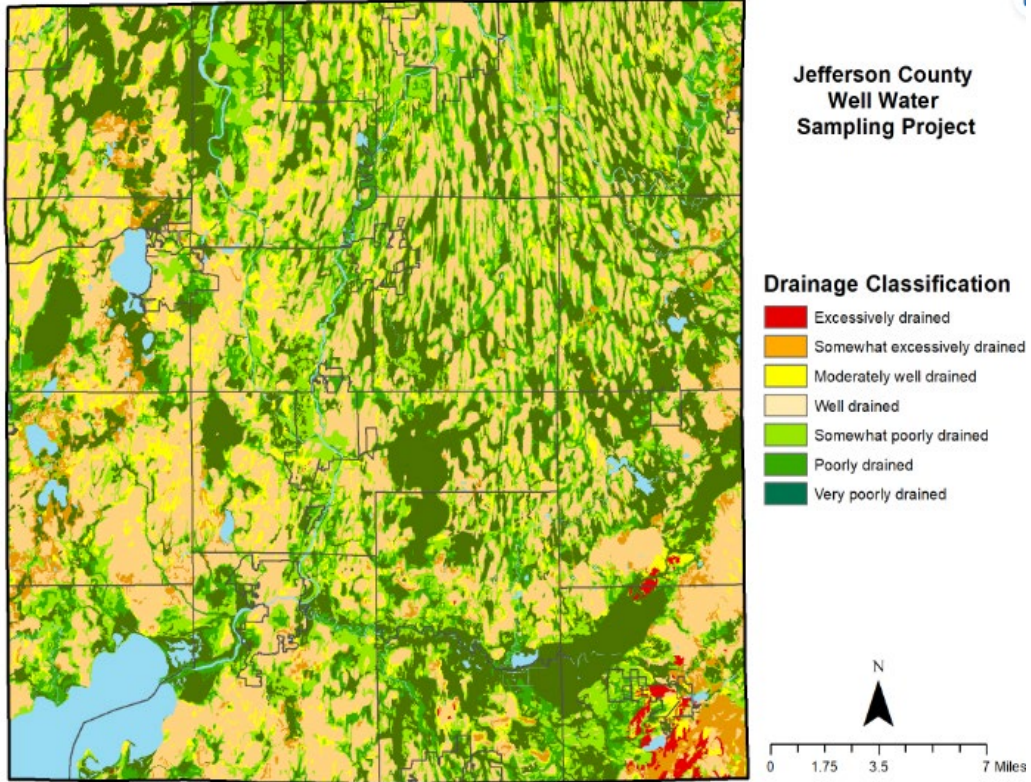 Jefferson County
Well Water
Sampling Project
Drainage Classification
Excessively drained
Somewhat excessively drained
Moderately well drained
Well drained
Somewhat poorly drained
Poorly drained
Very poorly drained
N
0 1.75 3.5 7 Miles